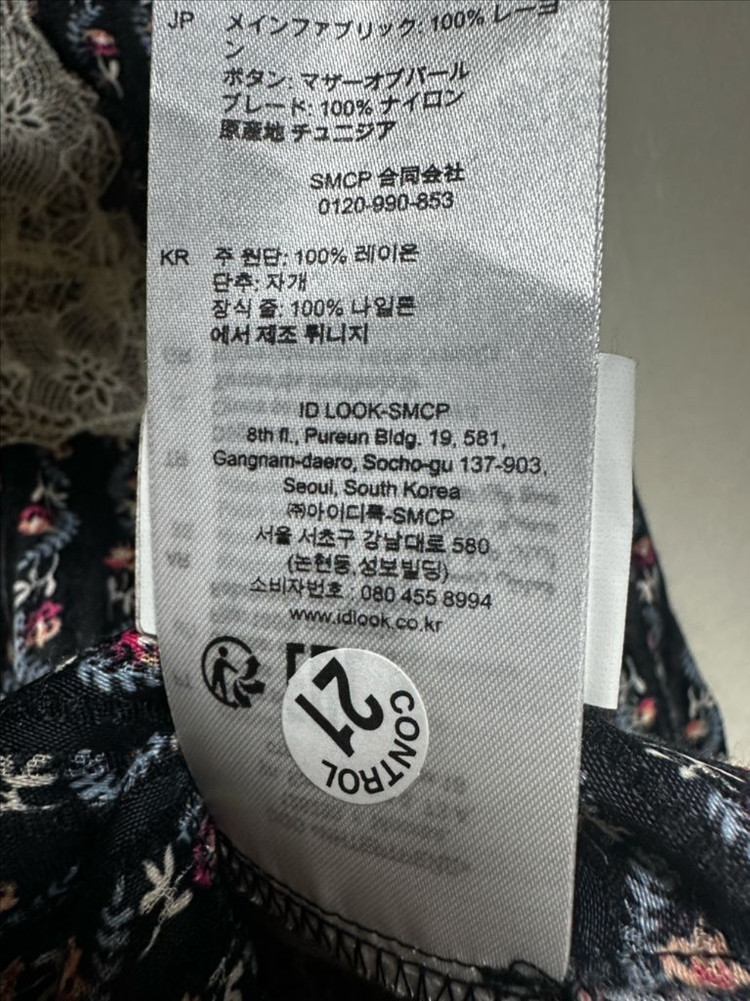 JP メインファブリック: 100% レーヨ
ン
ボタン: マザーオブパール
ブレード: 100% ナイロン
原産地 チュニジア
SMCP 合同会社
0120-990-853
KR 주 원단: 100% 레이온
단추: 자개
장식 줄: 100% 나일론
에서 제조 튀니지
ID LOOK-SMCP
8th fl., Pureun Bldg. 19, 581,
Gangnam-daero, Socho-gu 137-903,
Seoul, South Korea
㈜아이디룩-SMCP
서울 서초구 강남대로 580
(논현동,성보빌딩)
소비자번호 : 080 455 8994
www.idlook.co.kr
21
CONTROL